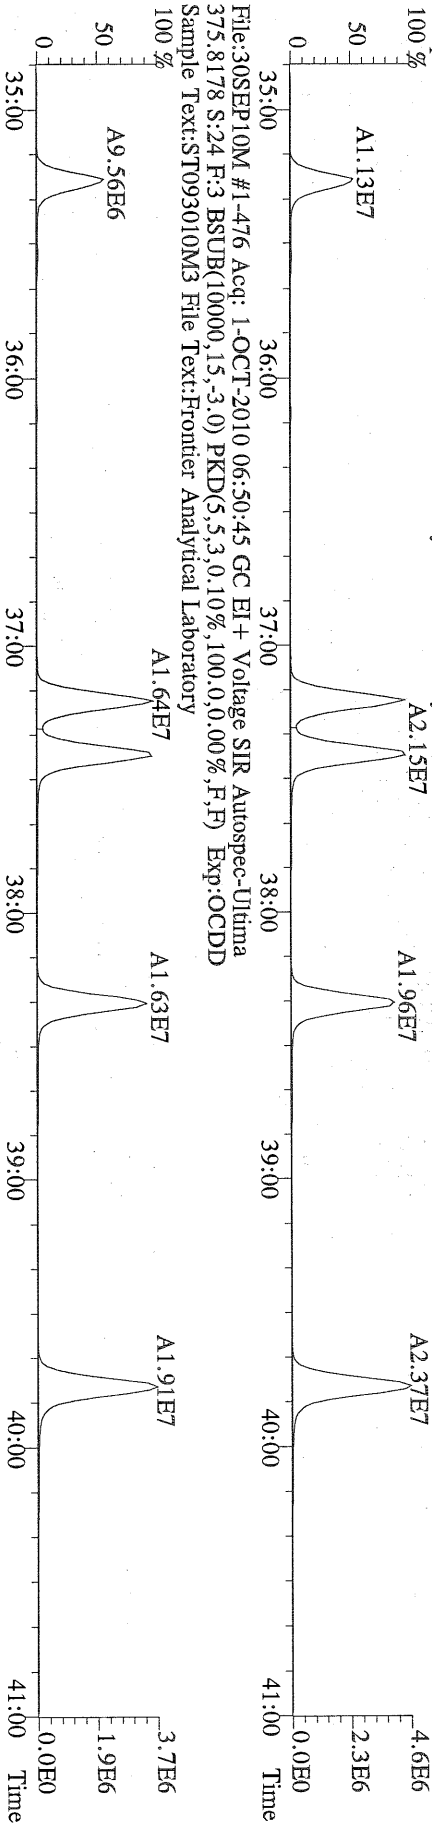 100 %
A1.13E7
A2.15E7
A1.96E7
A2.37E7
4.6E6
50
2.3E6
0
0.0E0
35:00 36:00 37:00 38:00 39:00 40:00 41:00 Time
File:30SEP10M #1-476 Acq: 1-OCT-2010 06:50:45 GC EI+ Voltage SIR Autospec-Ultima
375.8178 S:24 F:3 BSUB(10000,15,-3.0) PKD(5,5,3,0.10%,100.0,0.00%,F,F) Exp:OCDD
Sample Text:ST093010M3 File Text:Frontier Analytical Laboratory
100 %
A9.56E6
A1.64E7
A1.63E7
A1.91E7
3.7E6
50
1.9E6
0
0.0E0
35:00 36:00 37:00 38:00 39:00 40:00 41:00 Time